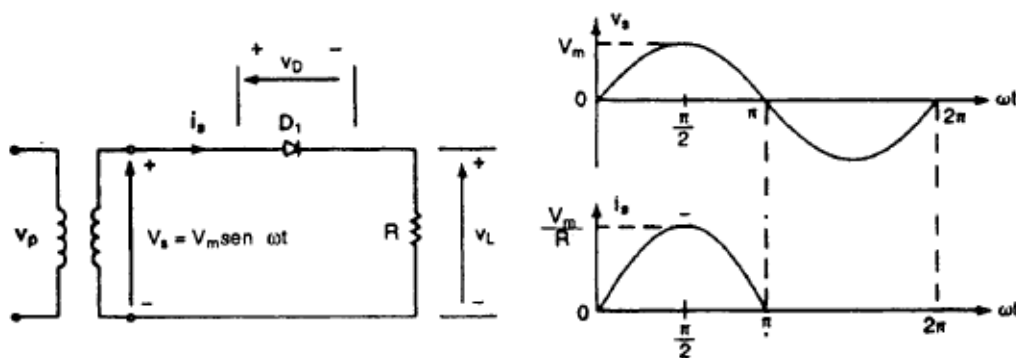 + −
v_D
i_s D₁
+
v_p
V_s = V_m sen ωt
−
R
+
v_L
−
v_s
V_m
0
π/2
π
2π
ωt
i_s
V_m/R
0
π/2
π
2π
ωt